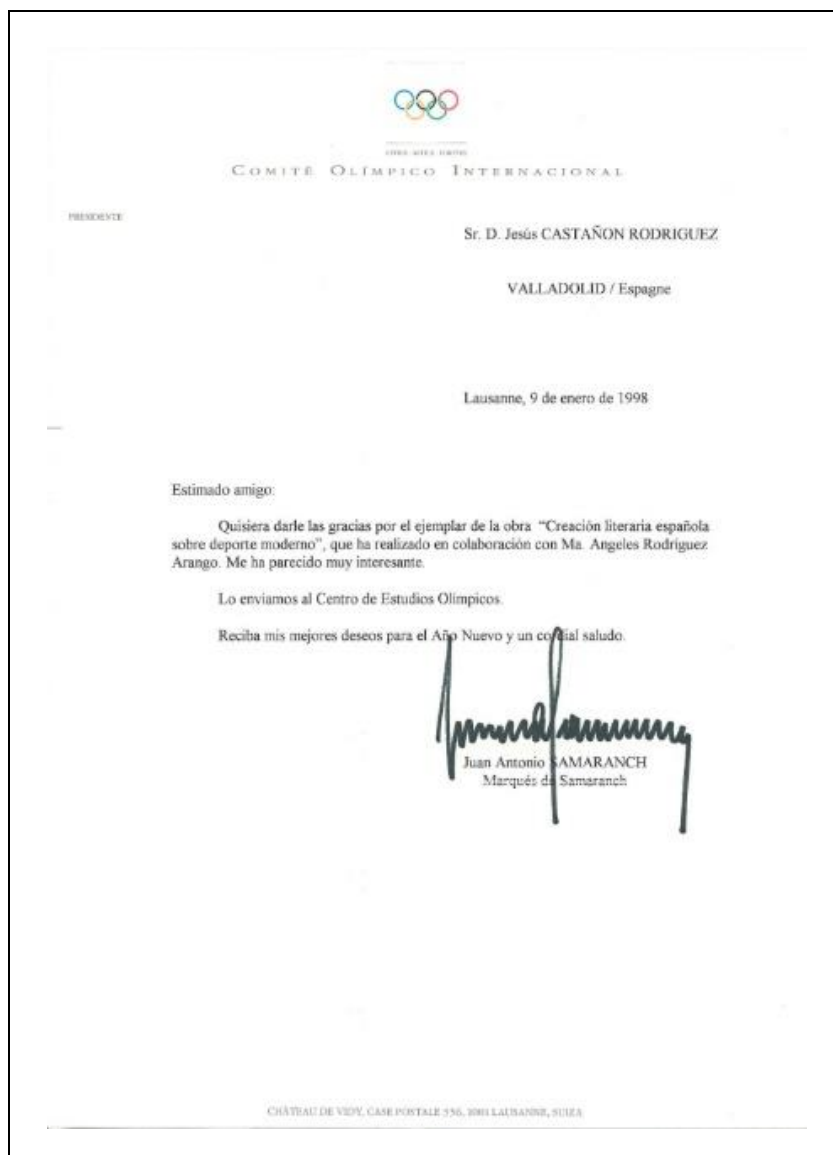 COMITÉ OLÍMPICO INTERNACIONAL
PRESIDENTE
Sr. D. Jesús CASTAÑON RODRIGUEZ
VALLADOLID / Espagne
Lausanne, 9 de enero de 1998
Estimado amigo:
Quisiera darle las gracias por el ejemplar de la obra “Creación literaria española
sobre deporte moderno”, que ha realizado en colaboración con Ma. Angeles Rodríguez
Arango. Me ha parecido muy interesante.
Lo enviamos al Centro de Estudios Olímpicos.
Reciba mis mejores deseos para el Año Nuevo y un cordial saludo.
Juan Antonio SAMARANCH
Marqués de Samaranch
CHÂTEAU DE VIDY, CASE POSTALE 356, 1001 LAUSANNE, SUIZA